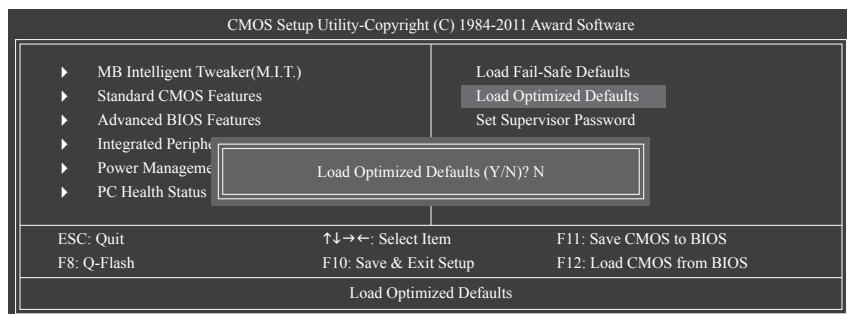 CMOS Setup Utility-Copyright (C) 1984-2011 Award Software
MB Intelligent Tweaker(M.I.T.)
Standard CMOS Features
Advanced BIOS Features
Integrated Periphe
Power Manageme
PC Health Status
Load Fail-Safe Defaults
Load Optimized Defaults
Set Supervisor Password
Load Optimized Defaults (Y/N)? N
ESC: Quit ↑↓→←: Select Item F11: Save CMOS to BIOS
F8: Q-Flash F10: Save & Exit Setup F12: Load CMOS from BIOS
Load Optimized Defaults